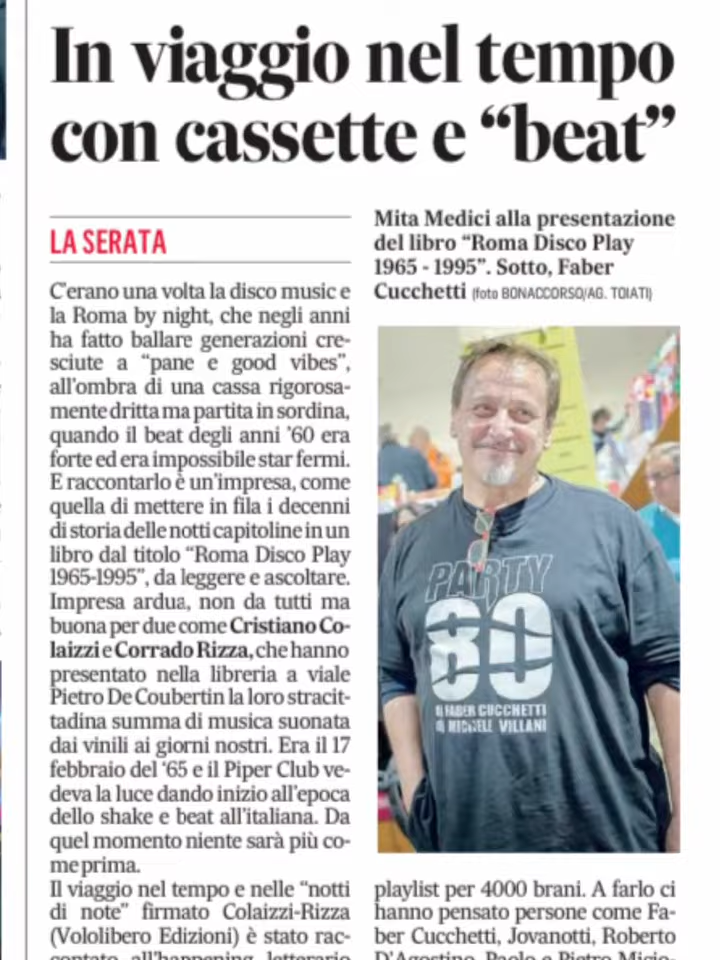 In viaggio nel tempo
con cassette e “beat”
LA SERATA
C'erano una volta la disco music e
la Roma by night, che negli anni
ha fatto ballare generazioni cre-
sciute a “pane e good vibes”,
all'ombra di una cassa rigorosa-
mente dritta ma partita in sordina,
quando il beat degli anni '60 era
forte ed era impossibile star fermi.
E raccontarlo è un'impresa, come
quella di mettere in fila i decenni
di storia delle notti capitoline in un
libro dal titolo “Roma Disco Play
1965-1995”, da leggere e ascoltare.
Impresa ardua, non da tutti ma
buona per due come Cristiano Co-
laizzi e Corrado Rizza, che hanno
presentato nella libreria a viale
Pietro De Coubertin la loro stracit-
tadina summa di musica suonata
dai vinili ai giorni nostri. Era il 17
febbraio del '65 e il Piper Club ve-
deva la luce dando inizio all'epoca
dello shake e beat all'italiana. Da
quel momento niente sarà più co-
me prima.
Il viaggio nel tempo e nelle “notti
di note” firmato Colaizzi-Rizza
(Vololibero Edizioni) è stato rac-
contato all'happening letterario
Mita Medici alla presentazione
del libro “Roma Disco Play
1965 - 1995”. Sotto, Faber
Cucchetti (foto BONACCORSO/AG. TOIATI)
PARTY
80
DI FABER CUCCHETTI
DJ MICHELE VILLANI
playlist per 4000 brani. A farlo ci
hanno pensato persone come Fa-
ber Cucchetti, Jovanotti, Roberto
D'Agostino, Paolo e Pietro Micio-